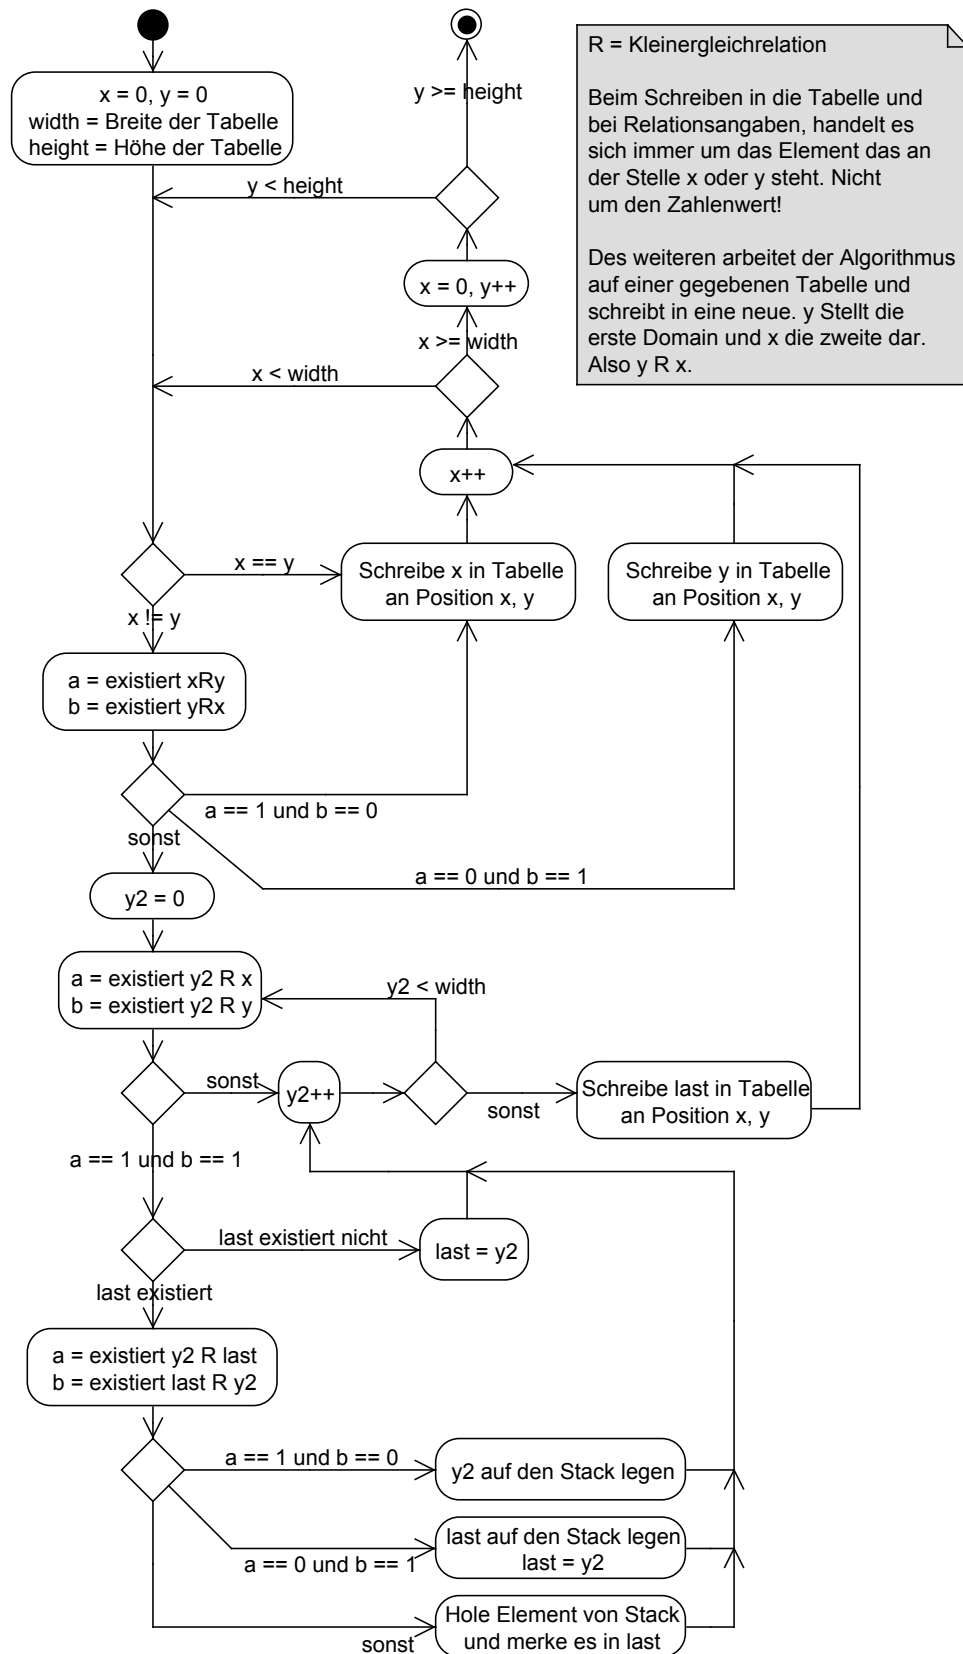 R = Kleinergleichrelation
Beim Schreiben in die Tabelle und
bei Relationsangaben, handelt es
sich immer um das Element das an
der Stelle x oder y steht. Nicht
um den Zahlenwert!
Des weiteren arbeitet der Algorithmus
auf einer gegebenen Tabelle und
schreibt in eine neue. y Stellt die
erste Domain und x die zweite dar.
Also y R x.
x = 0, y = 0
width = Breite der Tabelle
height = Höhe der Tabelle
y >= height
y < height
x = 0, y++
x >= width
x < width
x++
x == y
Schreibe x in Tabelle
an Position x, y
Schreibe y in Tabelle
an Position x, y
x != y
a = existiert xRy
b = existiert yRx
a == 1 und b == 0
sonst
a == 0 und b == 1
y2 = 0
a = existiert y2 R x
b = existiert y2 R y
y2 < width
sonst
y2++
sonst
Schreibe last in Tabelle
an Position x, y
a == 1 und b == 1
last existiert nicht
last = y2
last existiert
a = existiert y2 R last
b = existiert last R y2
a == 1 und b == 0
y2 auf den Stack legen
a == 0 und b == 1
last auf den Stack legen
last = y2
sonst
Hole Element von Stack
und merke es in last